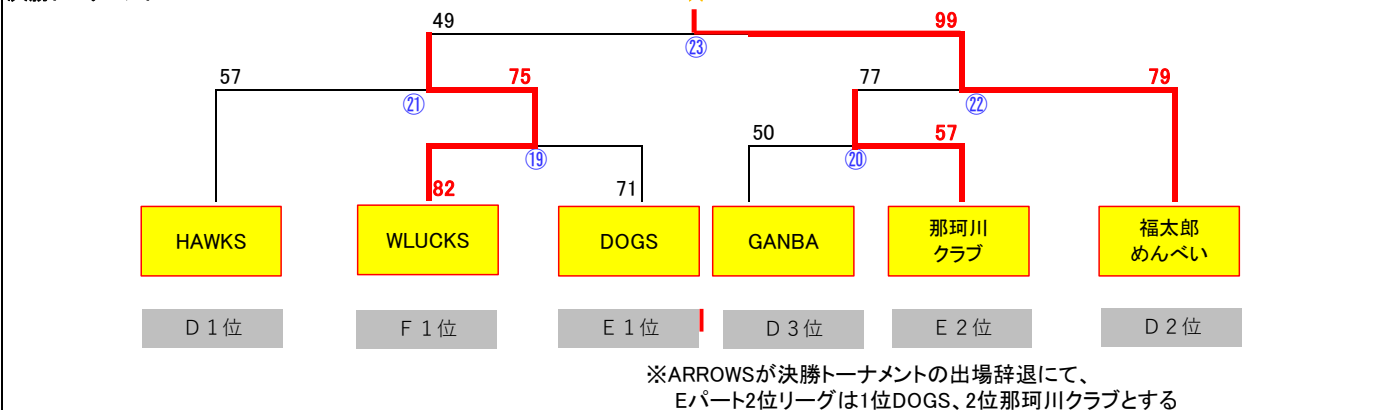 49
99
㉓
57
75
77
79
㉑
㉒
50
57
⑲
⑳
82
71
HAWKS
WLUCKS
DOGS
GANBA
那珂川
クラブ
福太郎
めんべい
D1位
F1位
E1位
D3位
E2位
D2位
※ARROWSが決勝トーナメントの出場辞退にて、
Eパート2位リーグは1位DOGS、2位那珂川クラブとする